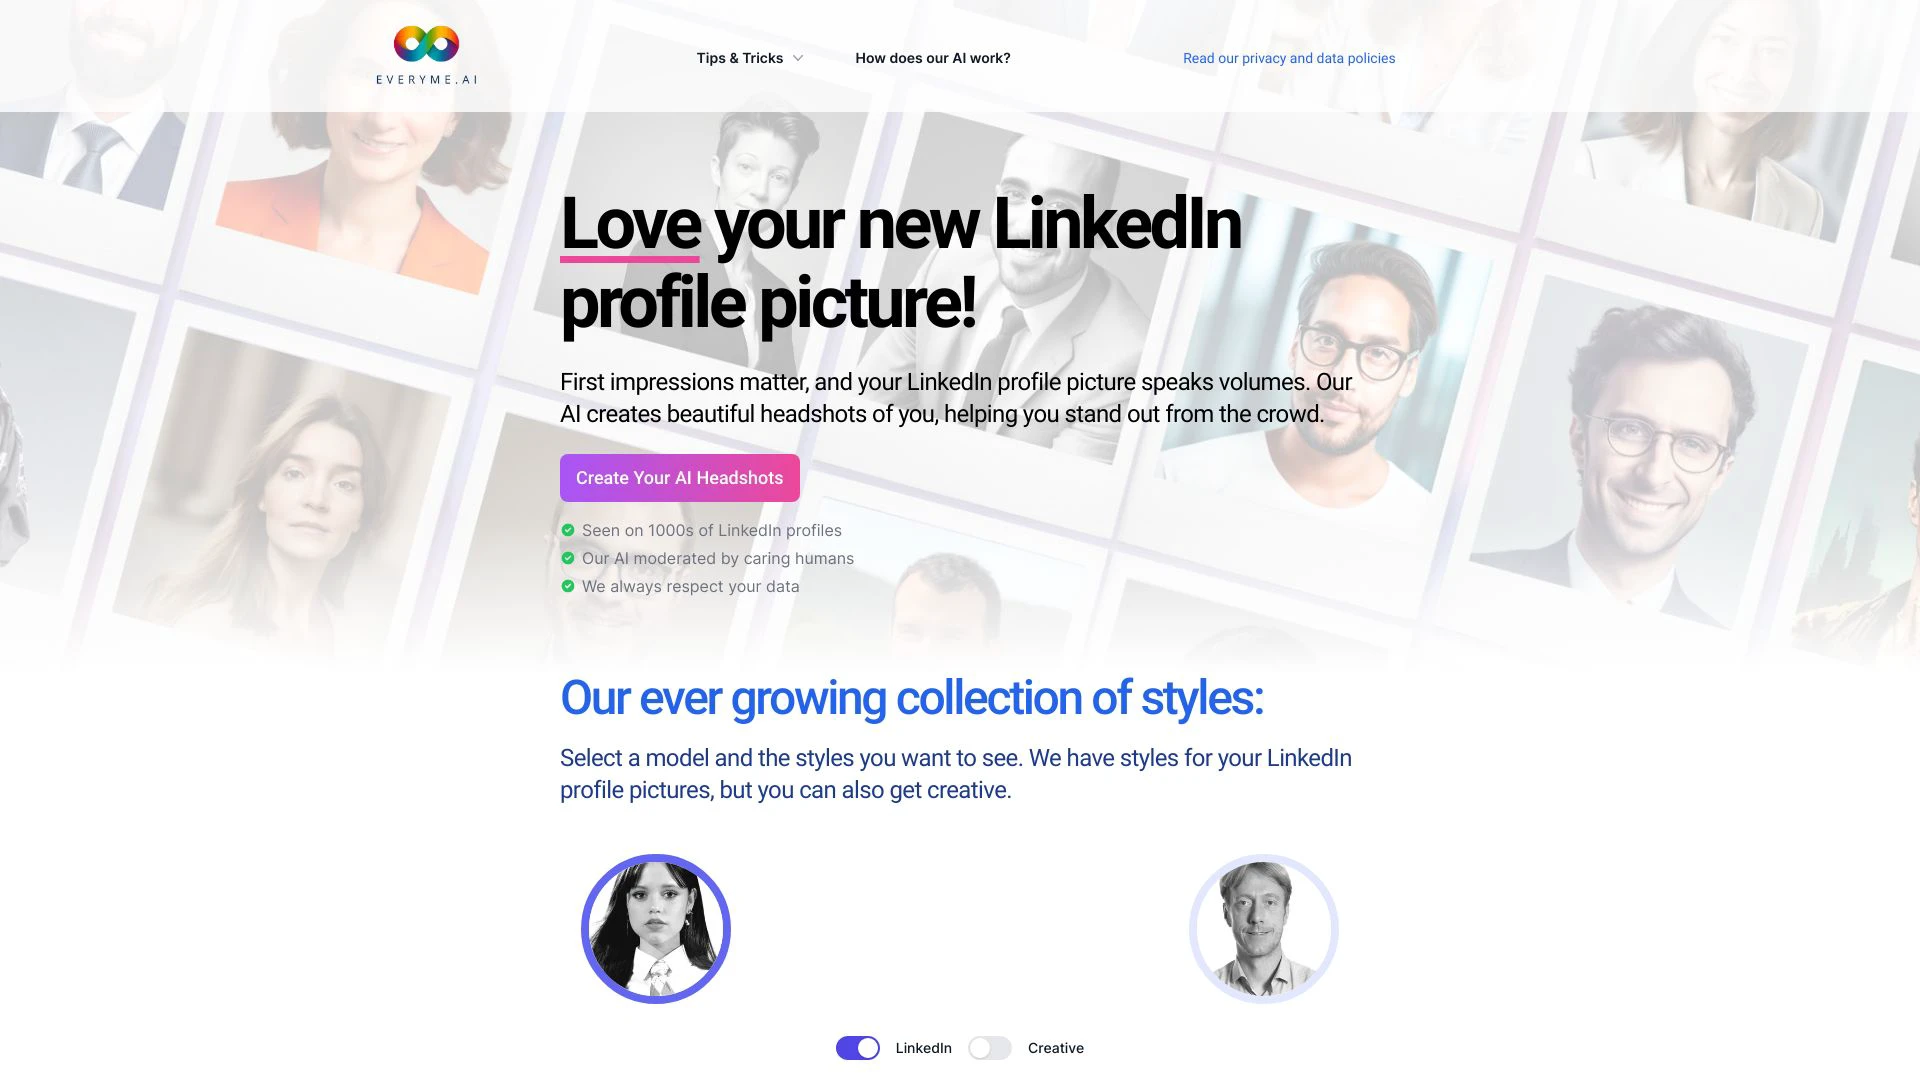 EVERYME.AI
Tips & Tricks
How does our AI work?
Read our privacy and data policies
Love your new LinkedIn
profile picture!
First impressions matter, and your LinkedIn profile picture speaks volumes. Our
AI creates beautiful headshots of you, helping you stand out from the crowd.
Create Your AI Headshots
Seen on 1000s of LinkedIn profiles
Our AI moderated by caring humans
We always respect your data
Our ever growing collection of styles:
Select a model and the styles you want to see. We have styles for your LinkedIn
profile pictures, but you can also get creative.
LinkedIn
Creative